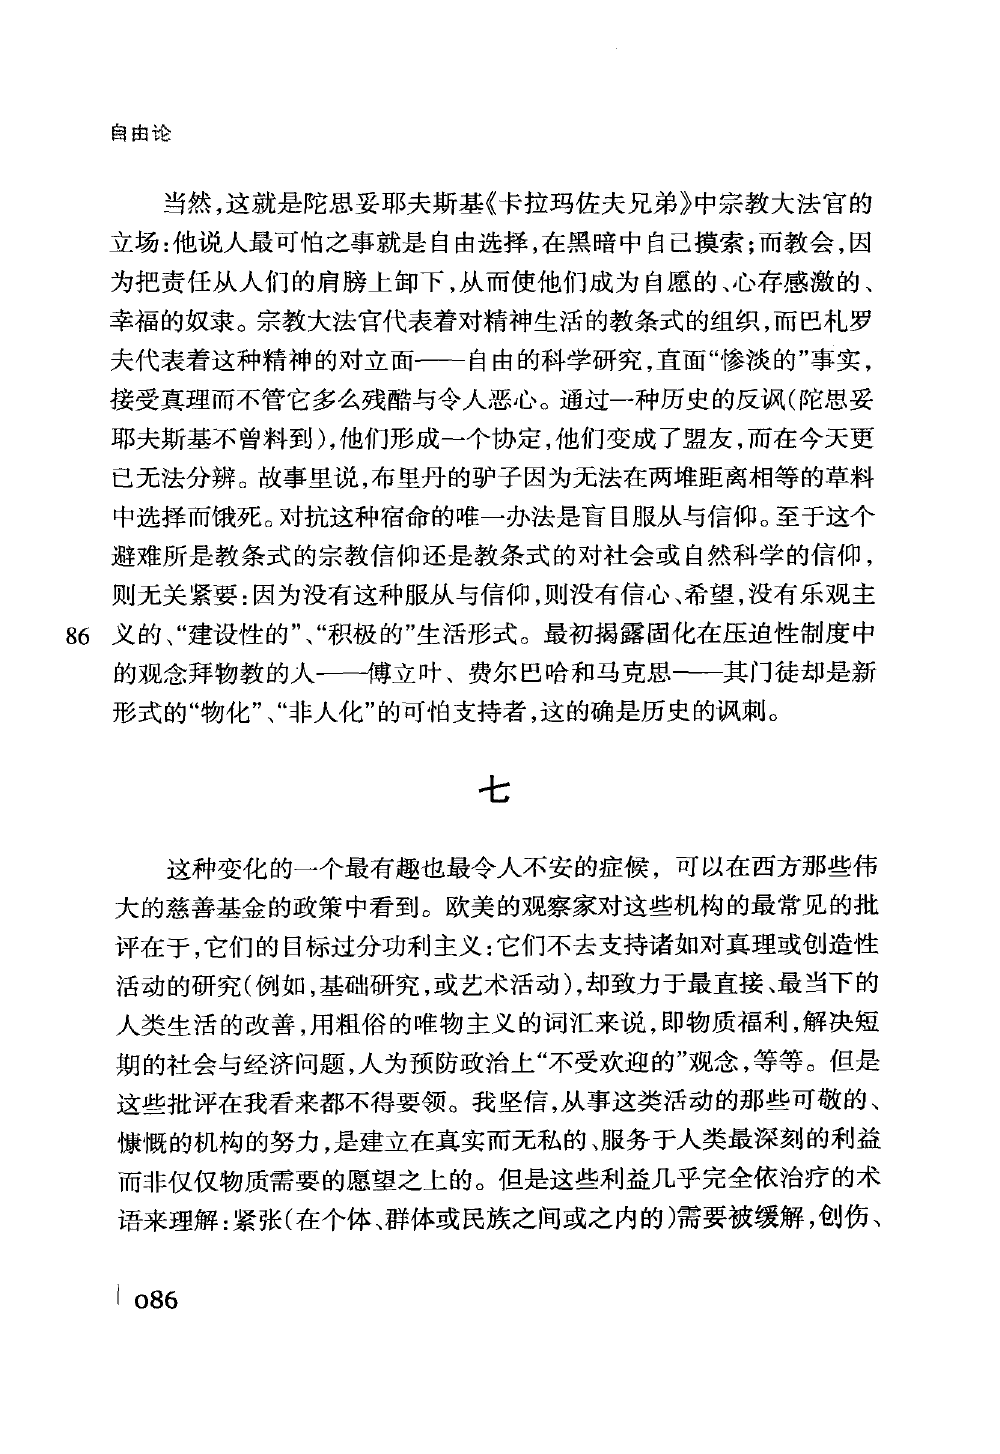 自由论
当然,这就是陀思妥耶夫斯基《卡拉玛佐夫兄弟》中宗教大法官的
立场:他说人最可怕之事就是自由选择,在黑暗中自己摸索;而教会,因
为把责任从人们的肩膀上卸下,从而使他们成为自愿的、心存感激的、
幸福的奴隶。宗教大法官代表着对精神生活的教条式的组织,而巴札罗
夫代表着这种精神的对立面——自由的科学研究,直面“惨淡的”事实,
接受真理而不管它多么残酷与令人恶心。通过一种历史的反讽(陀思妥
耶夫斯基不曾料到),他们形成一个协定,他们变成了盟友,而在今天更
已无法分辨。故事里说,布里丹的驴子因为无法在两堆距离相等的草料
中选择而饿死。对抗这种宿命的唯一办法是盲目服从与信仰。至于这个
避难所是教条式的宗教信仰还是教条式的对社会或自然科学的信仰,
则无关紧要:因为没有这种服从与信仰,则没有信心、希望,没有乐观主
86 义的、“建设性的”、“积极的”生活形式。最初揭露固化在压迫性制度中
的观念拜物教的人——傅立叶、费尔巴哈和马克思——其门徒却是新
形式的“物化”、“非人化”的可怕支持者,这的确是历史的讽刺。
七
这种变化的一个最有趣也最令人不安的症候,可以在西方那些伟
大的慈善基金的政策中看到。欧美的观察家对这些机构的最常见的批
评在于,它们的目标过分功利主义:它们不去支持诸如对真理或创造性
活动的研究(例如,基础研究,或艺术活动),却致力于最直接、最当下的
人类生活的改善,用粗俗的唯物主义的词汇来说,即物质福利,解决短
期的社会与经济问题,人为预防政治上“不受欢迎的”观念,等等。但是
这些批评在我看来都不得要领。我坚信,从事这类活动的那些可敬的、
慷慨的机构的努力,是建立在真实而无私的、服务于人类最深刻的利益
而非仅仅物质需要的愿望之上的。但是这些利益几乎完全依治疗的术
语来理解:紧张(在个体、群体或民族之间或之内的)需要被缓解,创伤、
086